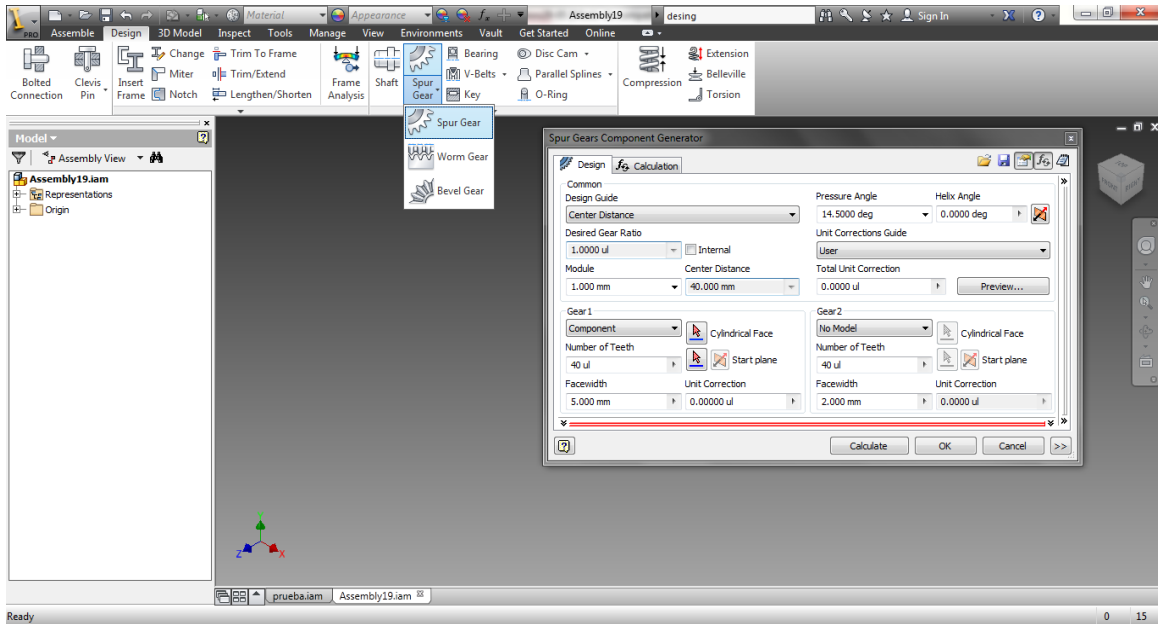 PRO
Material
Appearance
Assembly19
desing
Sign In
Assemble Design 3D Model Inspect Tools Manage View Environments Vault Get Started Online
Bolted Connection
Clevis Pin
Insert Frame
Change
Miter
Notch
Trim To Frame
Trim/Extend
Lengthen/Shorten
Frame Analysis
Shaft
Spur Gear
Bearing
V-Belts
Key
Disc Cam
Parallel Splines
O-Ring
Compression
Extension
Belleville
Torsion
Spur Gear
Worm Gear
Bevel Gear
Model
Assembly View
Assembly19.iam
Representations
Origin
Spur Gears Component Generator
Design Calculation
Common
Design Guide
Center Distance
Pressure Angle Helix Angle
14.5000 deg 0.0000 deg
Desired Gear Ratio
1.0000 ul Internal
Unit Corrections Guide
User
Module Center Distance
1.000 mm 40.000 mm
Total Unit Correction
0.0000 ul Preview...
Gear1
Component Cylindrical Face
Number of Teeth
40 ul Start plane
Facewidth Unit Correction
5.000 mm 0.00000 ul
Gear2
No Model Cylindrical Face
Number of Teeth
40 ul Start plane
Facewidth Unit Correction
2.000 mm 0.0000 ul
Calculate OK Cancel >>
Y
Z X
prueba.iam Assembly19.iam
Ready 0 15